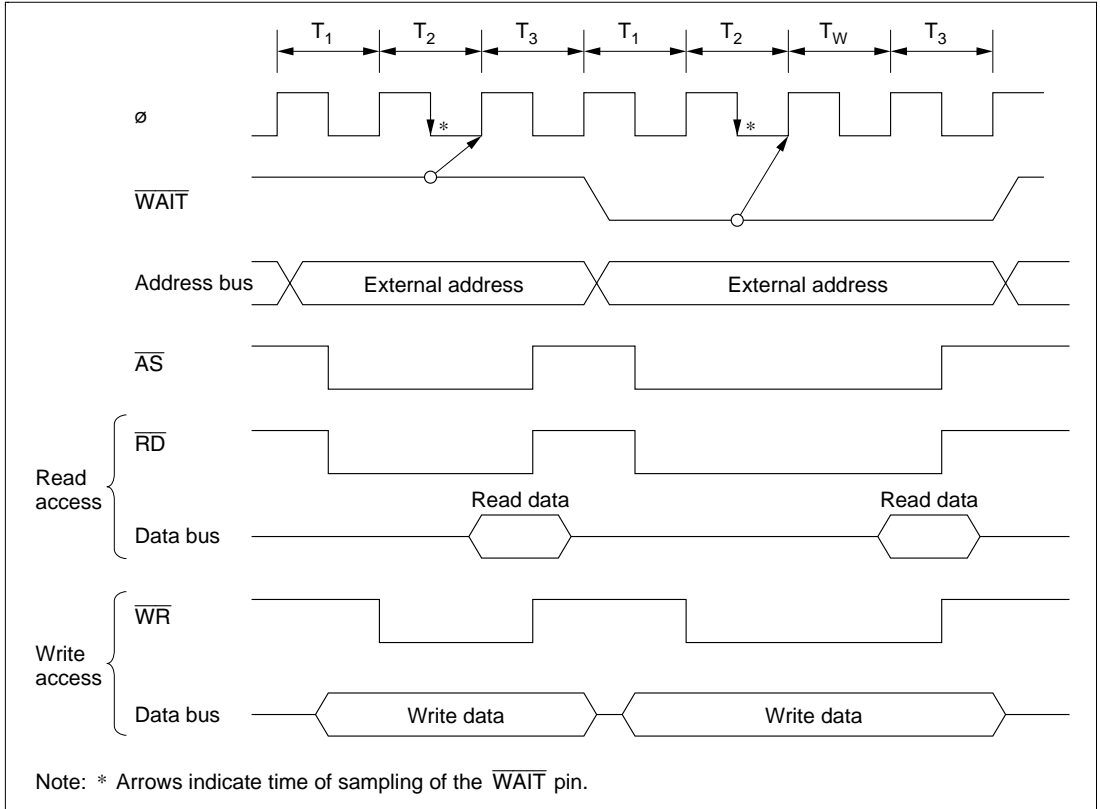 T1 T2 T3 T1 T2 TW T3
ø
* *
WAIT
Address bus External address External address
AS
Read access
RD
Read data Read data
Data bus
Write access
WR
Data bus Write data Write data
Note: * Arrows indicate time of sampling of the WAIT pin.